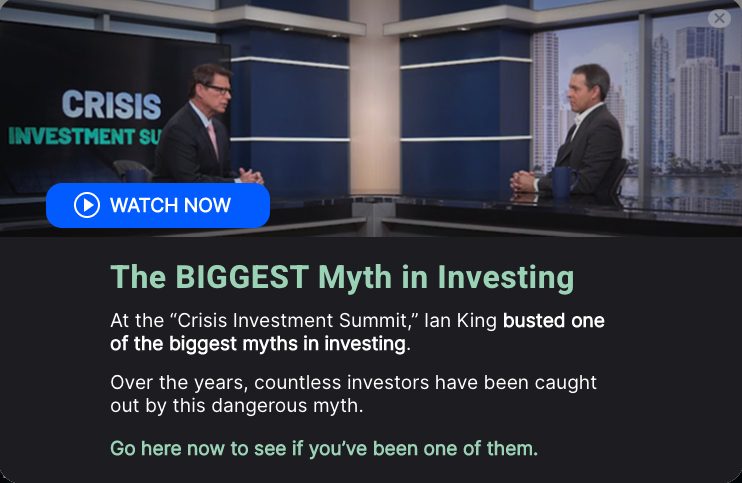 CRISIS
INVESTMENT SU
WATCH NOW
The BIGGEST Myth in Investing
At the “Crisis Investment Summit,” Ian King busted one
of the biggest myths in investing.
Over the years, countless investors have been caught
out by this dangerous myth.
Go here now to see if you’ve been one of them.